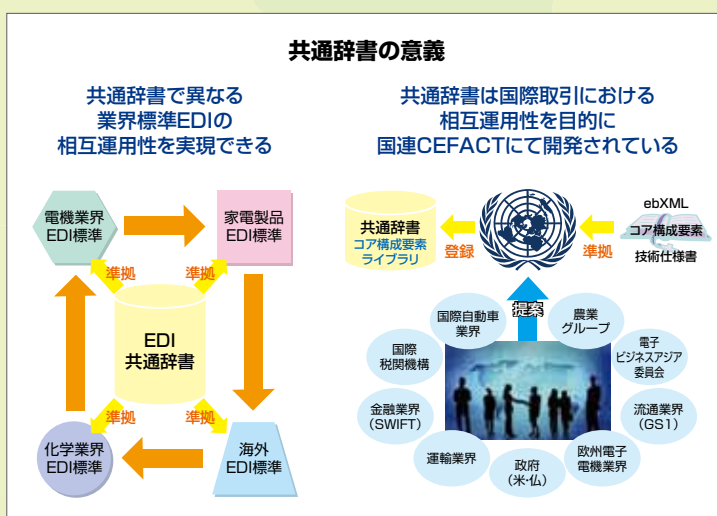 共通辞書の意義
共通辞書で異なる
業界標準EDIの
相互運用性を実現できる
電機業界
EDI標準
家電製品
EDI標準
準拠
準拠
EDI
共通辞書
準拠
準拠
化学業界
EDI標準
海外
EDI標準
共通辞書は国際取引における
相互運用性を目的に
国連CEFACTにて開発されている
共通辞書
コア構成要素
ライブラリ
登録
準拠
ebXML
コア構成要素
技術仕様書
提案
国際自動車
業界
農業
グループ
国際
税関機構
電子
ビジネスアジア
委員会
金融業界
(SWIFT)
流通業界
(GS1)
運輸業界
政府
(米・仏)
欧州電子
電機業界